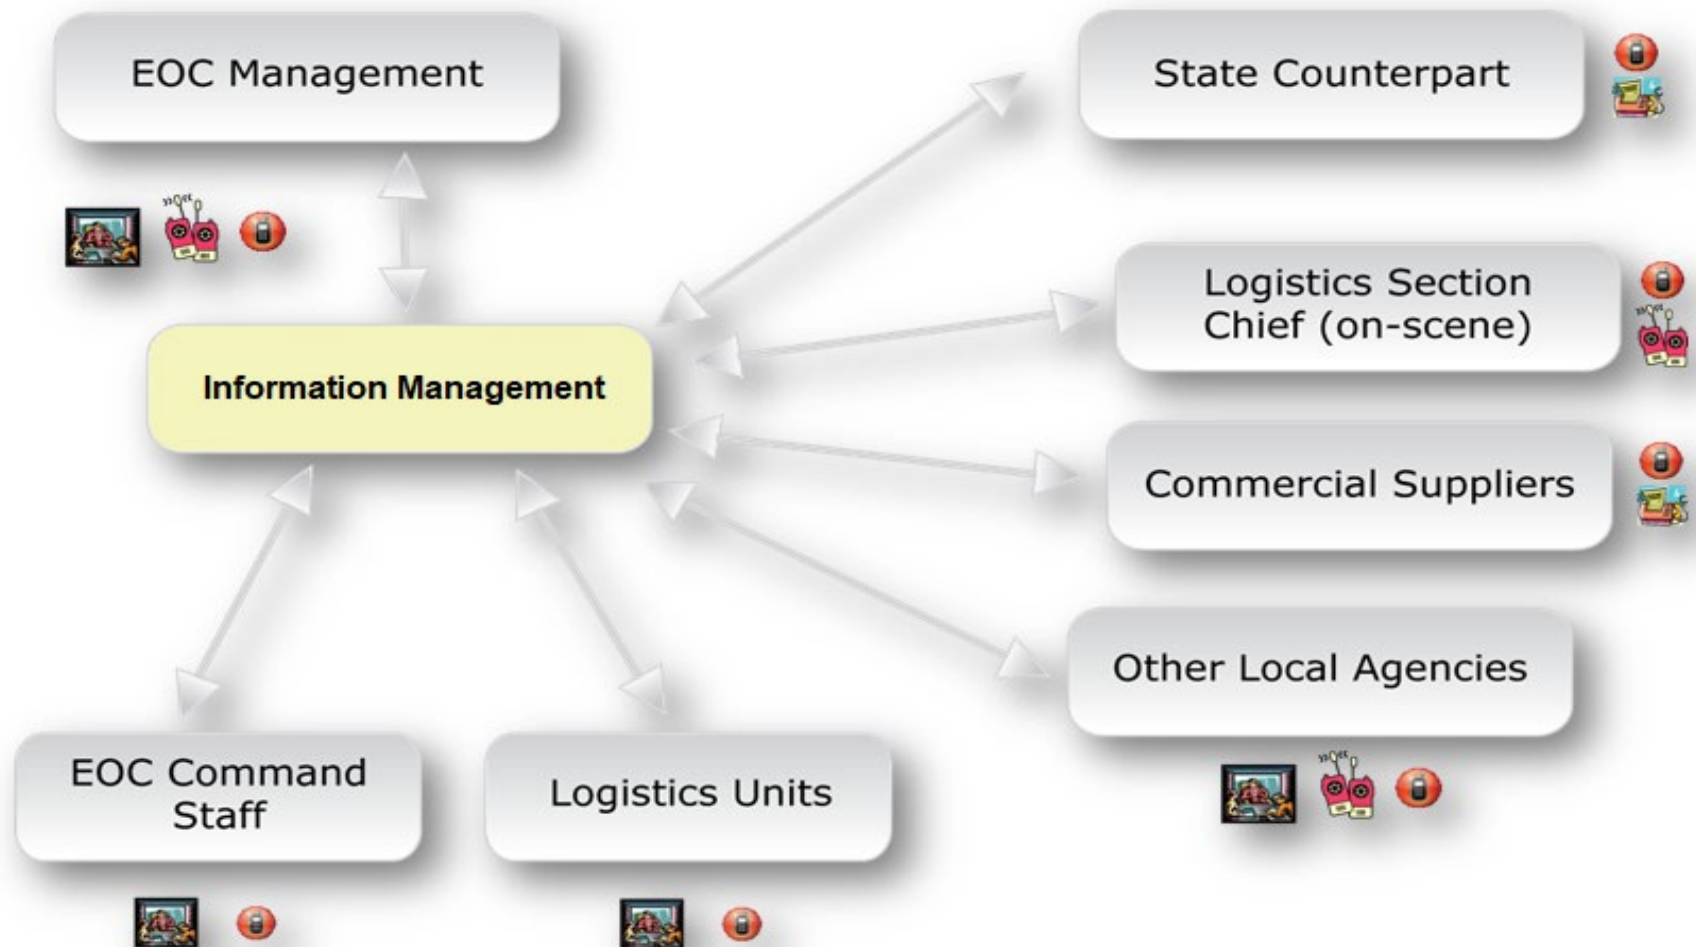 EOC Management
State Counterpart
Logistics Section
Chief (on-scene)
Information Management
Commercial Suppliers
Other Local Agencies
EOC Command
Staff
Logistics Units